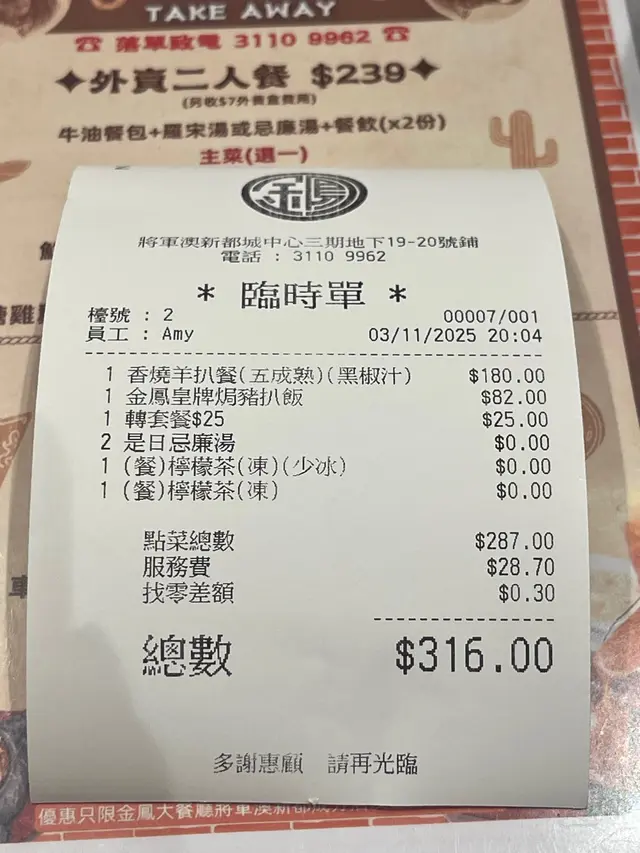 TAKE AWAY
☎ 落單致電 3110 9962 ☎
✦外賣二人餐 $239✦
(另收$7外賣盒費用)
牛油餐包+羅宋湯或忌廉湯+餐飲(x2份)
主菜(選一)
金鳳
將軍澳新都城中心三期地下19-20號鋪
電話 : 3110 9962
* 臨時單 *
檯號 : 2 00007/001
員工 : Amy 03/11/2025 20:04
1 香燒羊扒餐(五成熟)(黑椒汁) $180.00
1 金鳳皇牌焗豬扒飯 $82.00
1 轉套餐$25 $25.00
2 是日忌廉湯 $0.00
1 (餐)檸檬茶(凍)(少冰) $0.00
1 (餐)檸檬茶(凍) $0.00
點菜總數 $287.00
服務費 $28.70
找零差額 $0.30
總數 $316.00
多謝惠顧 請再光臨
優惠只限金鳳大餐廳將軍澳新都城